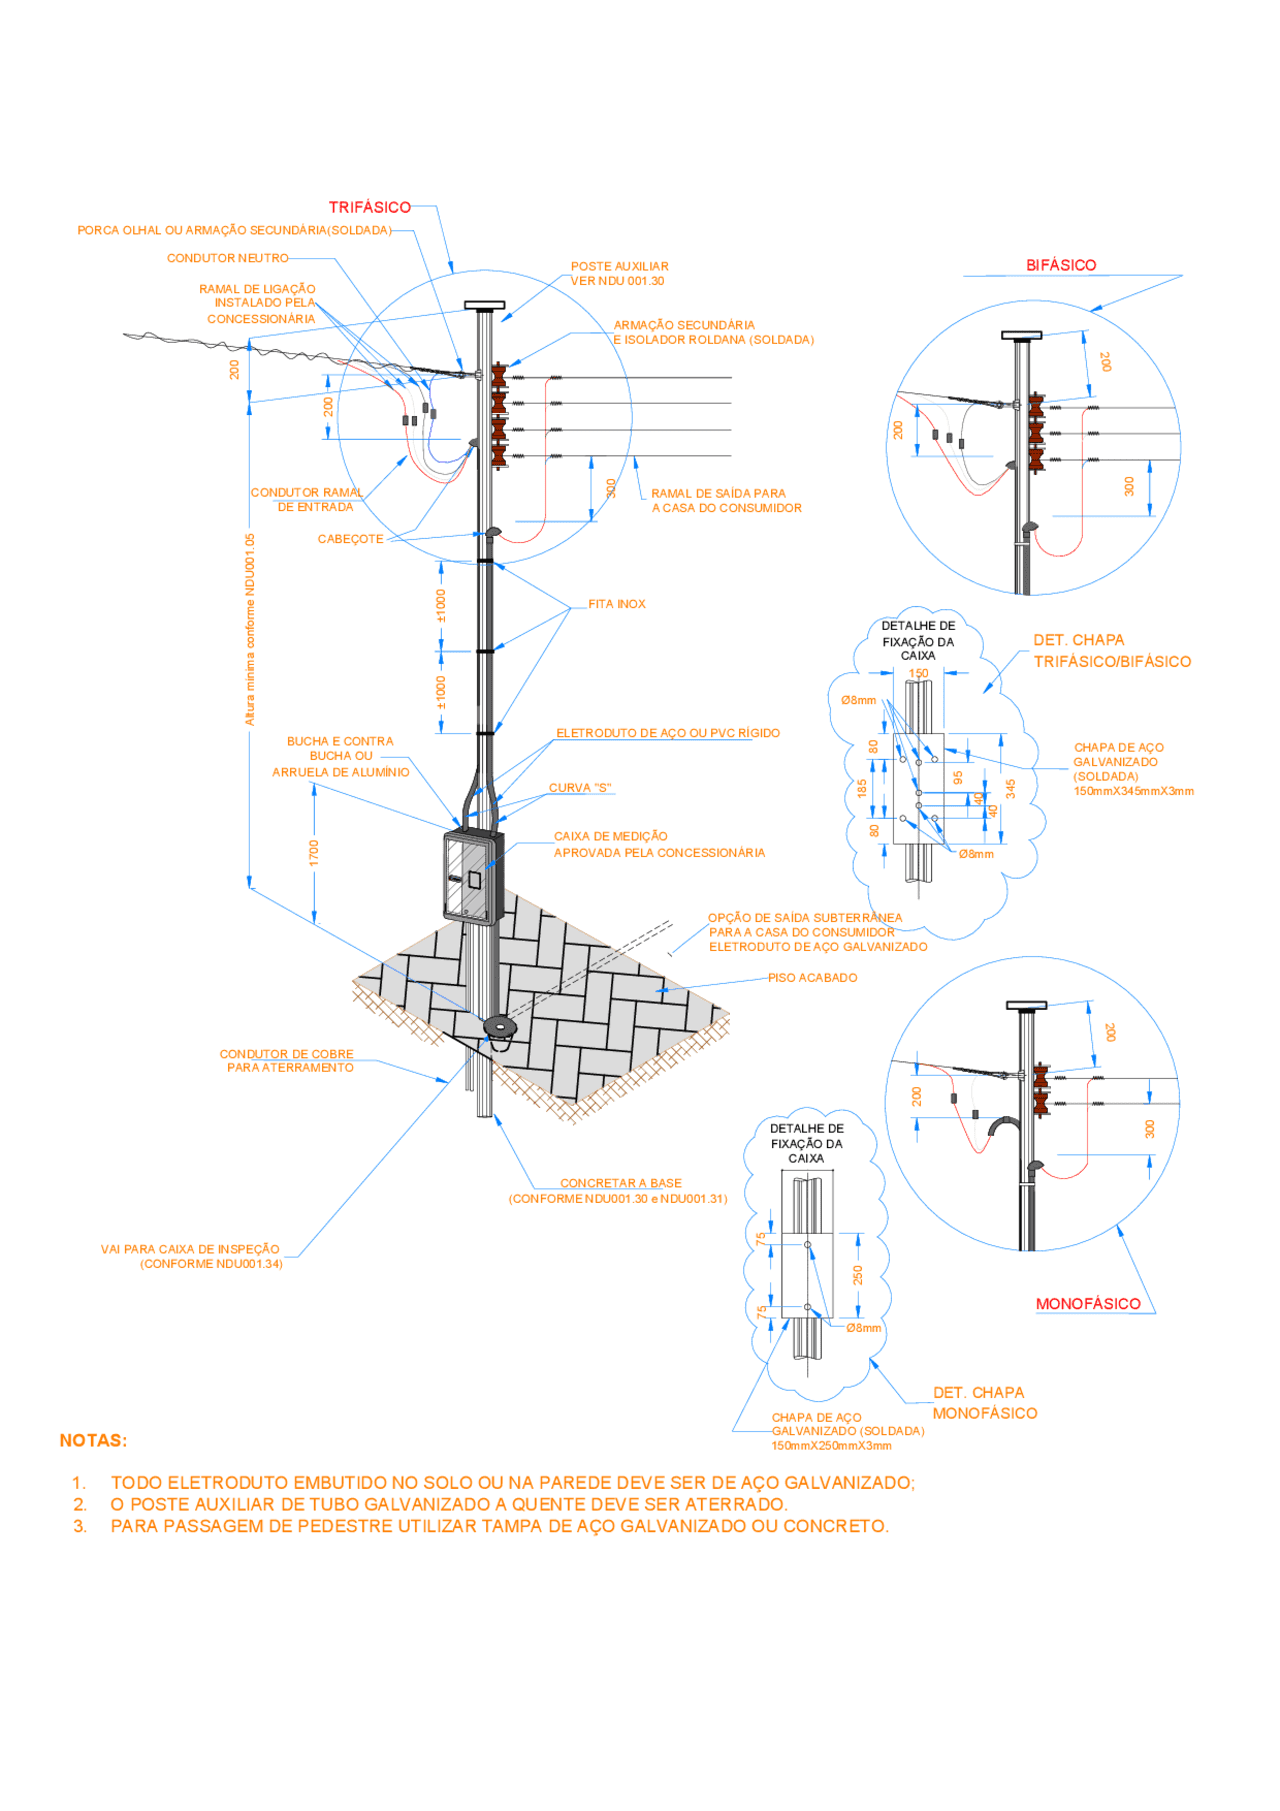 TRIFÁSICO
PORCA OLHAL OU ARMAÇÃO SECUNDÁRIA(SOLDADA)
CONDUTOR NEUTRO
RAMAL DE LIGAÇÃO
INSTALADO PELA
CONCESSIONÁRIA
POSTE AUXILIAR
VER NDU 001.30
ARMAÇÃO SECUNDÁRIA
E ISOLADOR ROLDANA (SOLDADA)
200
200
300
CONDUTOR RAMAL
DE ENTRADA
RAMAL DE SAÍDA PARA
A CASA DO CONSUMIDOR
CABEÇOTE
Altura mínima conforme NDU001.05
±1000
±1000
FITA INOX
ELETRODUTO DE AÇO OU PVC RÍGIDO
BUCHA E CONTRA
BUCHA OU
ARRUELA DE ALUMÍNIO
CURVA "S"
1700
CAIXA DE MEDIÇÃO
APROVADA PELA CONCESSIONÁRIA
OPÇÃO DE SAÍDA SUBTERRÂNEA
PARA A CASA DO CONSUMIDOR
ELETRODUTO DE AÇO GALVANIZADO
PISO ACABADO
CONDUTOR DE COBRE
PARA ATERRAMENTO
CONCRETAR A BASE
(CONFORME NDU001.30 e NDU001.31)
VAI PARA CAIXA DE INSPEÇÃO
(CONFORME NDU001.34)
BIFÁSICO
200
200
300
DETALHE DE
FIXAÇÃO DA
CAIXA
150
DET. CHAPA
TRIFÁSICO/BIFÁSICO
Ø8mm
80
185
80
95
40
40
345
Ø8mm
CHAPA DE AÇO
GALVANIZADO
(SOLDADA)
150mmX345mmX3mm
200
200
300
MONOFÁSICO
DETALHE DE
FIXAÇÃO DA
CAIXA
75
75
250
Ø8mm
DET. CHAPA
MONOFÁSICO
CHAPA DE AÇO
GALVANIZADO (SOLDADA)
150mmX250mmX3mm
NOTAS:
1. TODO ELETRODUTO EMBUTIDO NO SOLO OU NA PAREDE DEVE SER DE AÇO GALVANIZADO;
2. O POSTE AUXILIAR DE TUBO GALVANIZADO A QUENTE DEVE SER ATERRADO.
3. PARA PASSAGEM DE PEDESTRE UTILIZAR TAMPA DE AÇO GALVANIZADO OU CONCRETO.